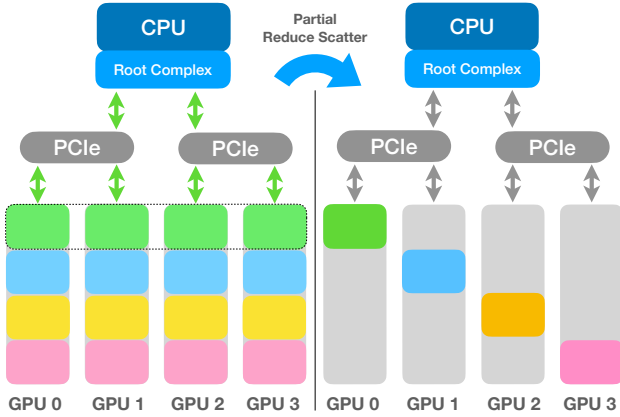 CPU
Root Complex
PCIe
PCIe
GPU 0
GPU 1
GPU 2
GPU 3
Partial
Reduce Scatter
CPU
Root Complex
PCIe
PCIe
GPU 0
GPU 1
GPU 2
GPU 3